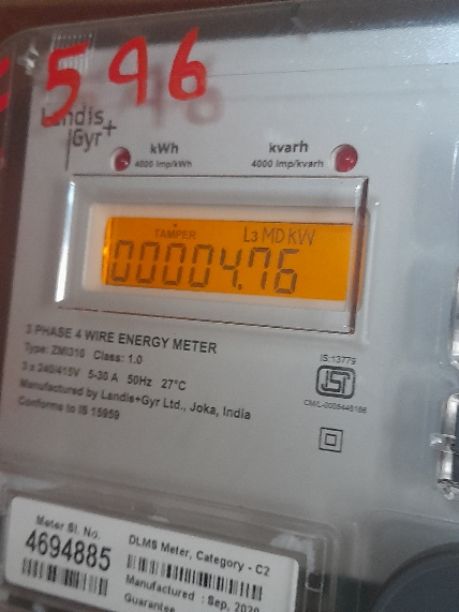 596
Landis
Gyr+
kWh
4000 imp/kWh
kvarh
4000 imp/kvarh
TAMPER L3 MD kW
000004.76
3 PHASE 4 WIRE ENERGY METER
Type: ZMI310 Class: 1.0
3 x 240/415V 5-30 A 50Hz 27°C
Manufactured by Landis+Gyr Ltd., Joka, India
Conforms to IS 15959
IS:13779
ISI
Meter Sl. No.
4694885
DLMS Meter, Category - C2
Manufactured : Sep, 2020
Guarantee